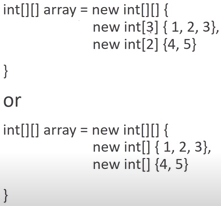 int[][] array = new int[][] {
new int[3] { 1, 2, 3},
new int[2] {4, 5}
}
or
int[][] array = new int[][] {
new int[] { 1, 2, 3},
new int[] {4, 5}
}